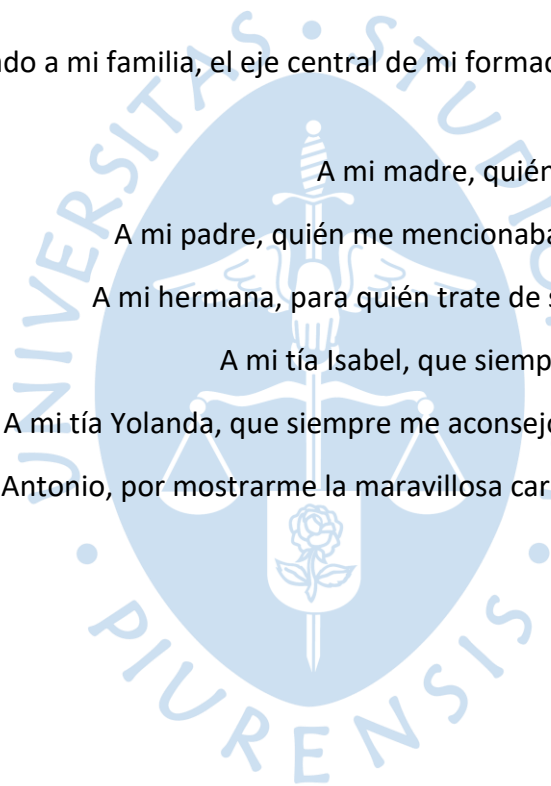 ndo a mi familia, el eje central de mi formac
A mi madre, quién
A mi padre, quién me mencionaba
A mi hermana, para quién trate de s
A mi tía Isabel, que siemp
A mi tía Yolanda, que siempre me aconsejo
Antonio, por mostrarme la maravillosa car
UNIVERSITAS • STUDIO
• PIURENSIS •